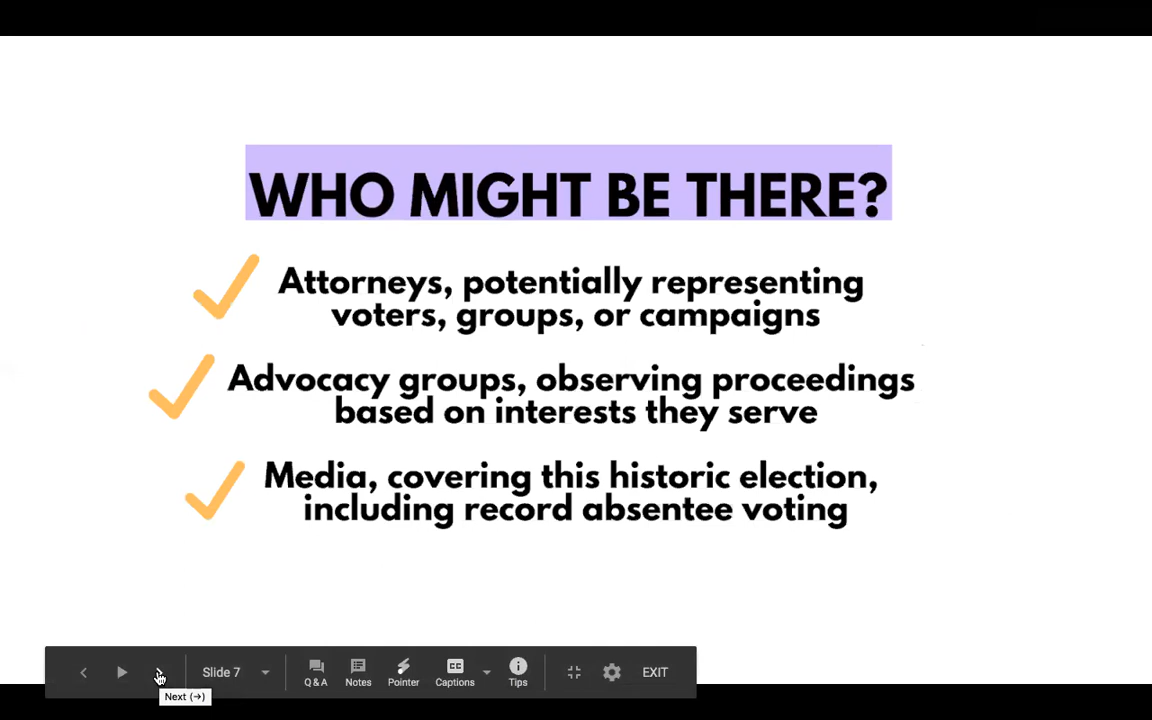 WHO MIGHT BE THERE?
Attorneys, potentially representing
voters, groups, or campaigns
Advocacy groups, observing proceedings
based on interests they serve
Media, covering this historic election,
including record absentee voting
Slide 7
Q & A
Notes
Pointer
CC
Captions
Tips
EXIT
Next (→)